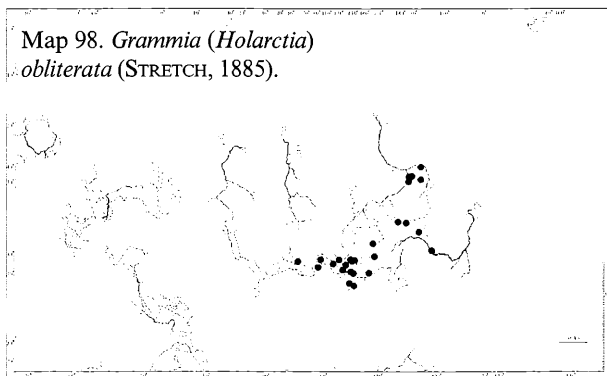 Map 98. Grammia (Holarctia)
obliterata (STRETCH, 1885).